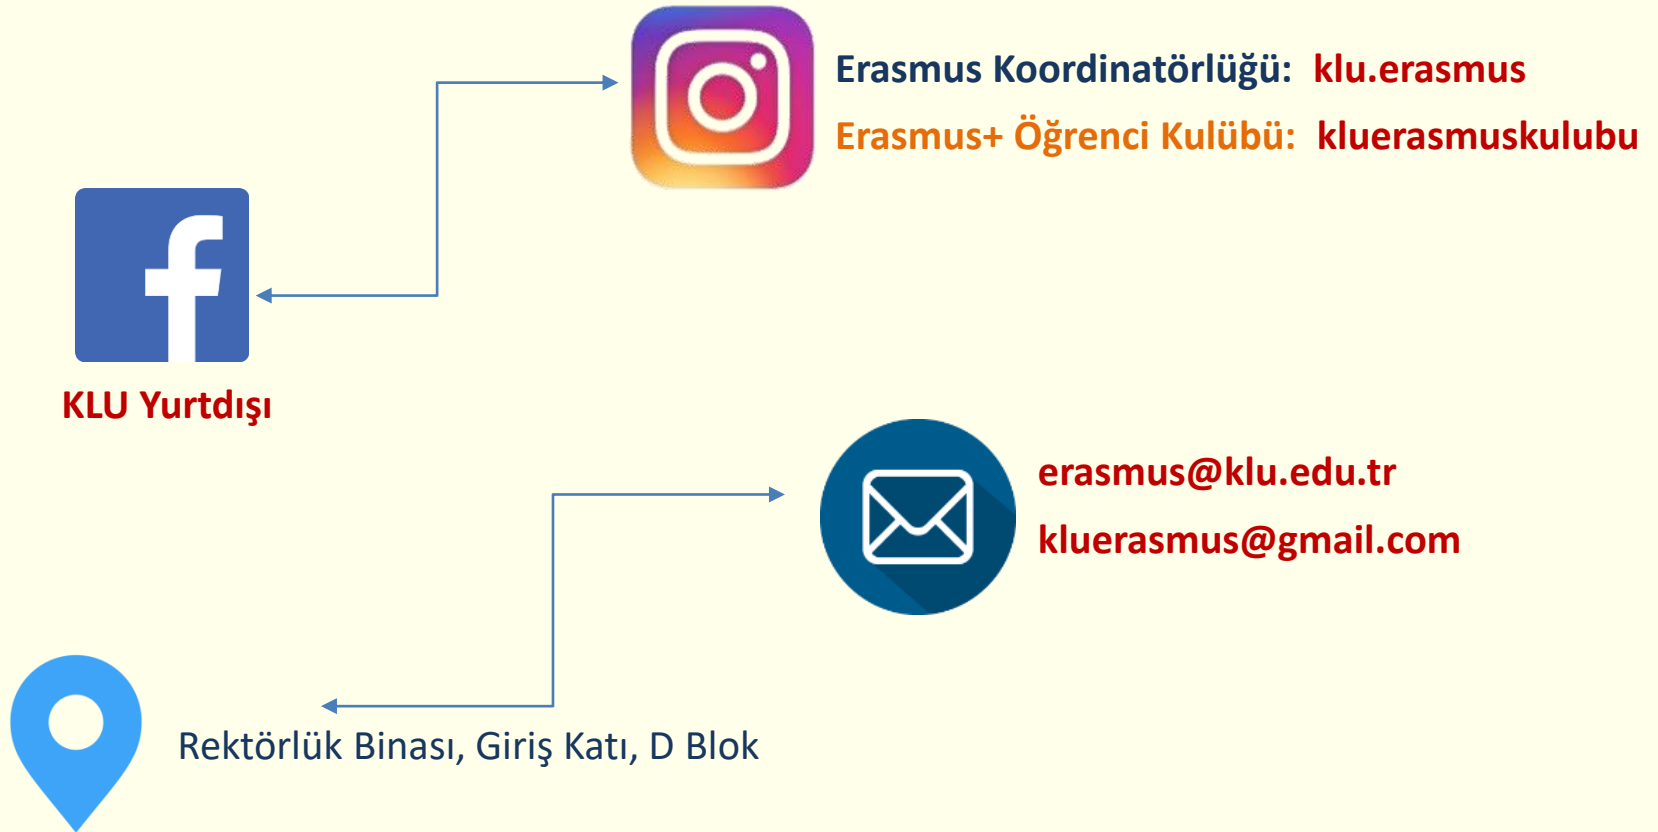 Erasmus Koordinatörlüğü: klu.erasmus
Erasmus+ Öğrenci Kulübü: kluerasmuskulubu
KLU Yurtdışı
erasmus@klu.edu.tr
kluerasmus@gmail.com
Rektörlük Binası, Giriş Katı, D Blok